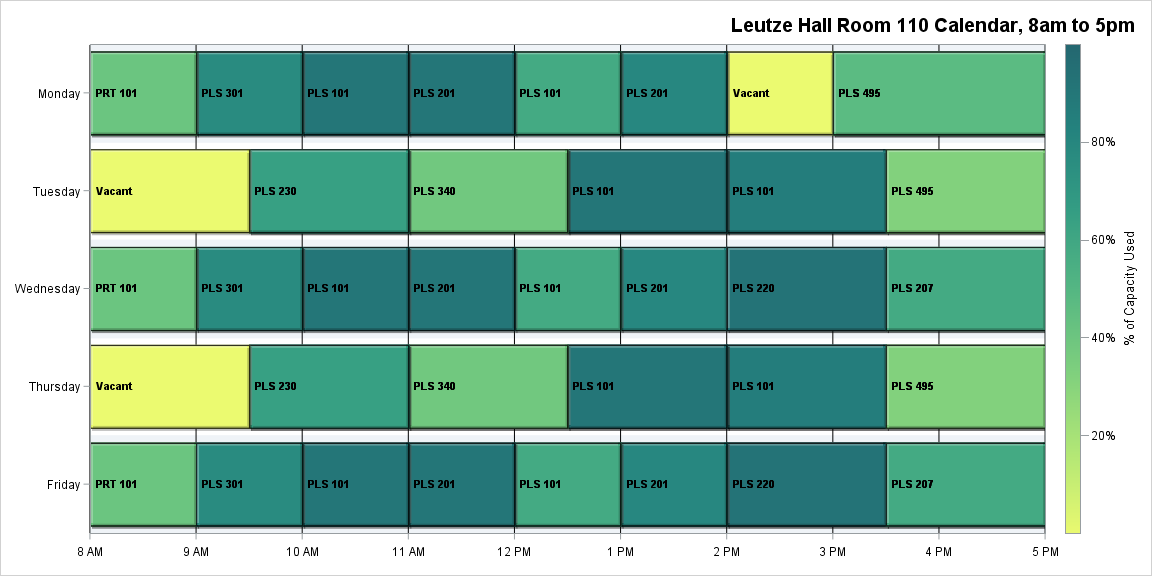 Leutze Hall Room 110 Calendar, 8am to 5pm
Monday PRT 101 PLS 301 PLS 101 PLS 201 PLS 101 PLS 201 Vacant PLS 495
80%
Tuesday Vacant PLS 230 PLS 340 PLS 101 PLS 101 PLS 495
60%
% of Capacity Used
Wednesday PRT 101 PLS 301 PLS 101 PLS 201 PLS 101 PLS 201 PLS 220 PLS 207
40%
Thursday Vacant PLS 230 PLS 340 PLS 101 PLS 101 PLS 495
20%
Friday PRT 101 PLS 301 PLS 101 PLS 201 PLS 101 PLS 201 PLS 220 PLS 207
8 AM 9 AM 10 AM 11 AM 12 PM 1 PM 2 PM 3 PM 4 PM 5 PM